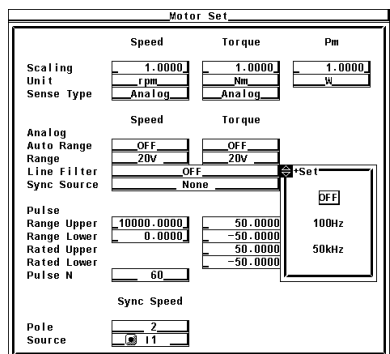 Motor Set
Speed Torque Pm
Scaling 1.0000 1.0000 1.0000
Unit rpm Nm W
Sense Type Analog Analog
Speed Torque
Analog
Auto Range OFF OFF
Range 20V 20V
Line Filter OFF
Sync Source None
Set
OFF
100Hz
50kHz
Pulse
Range Upper 10000.0000 50.0000
Range Lower 0.0000 -50.0000
Rated Upper 50.0000
Rated Lower -50.0000
Pulse N 60
Sync Speed
Pole 2
Source I1